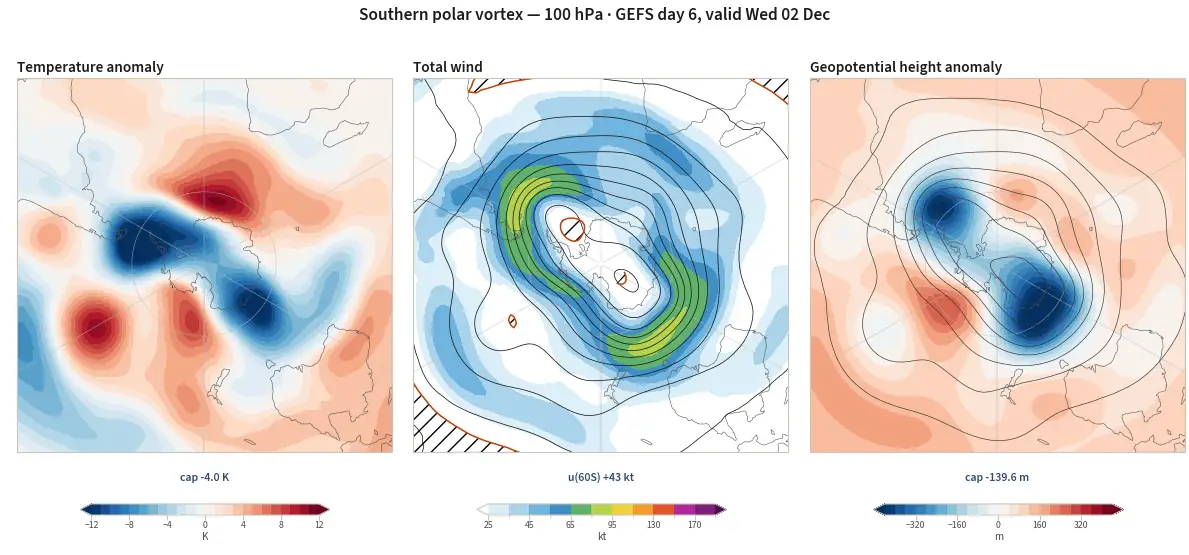 Southern polar vortex — 100 hPa · GEFS day 6, valid Wed 02 Dec
Temperature anomaly
Total wind
Geopotential height anomaly
cap -4.0 K
u(60S) +43 kt
cap -139.6 m
−12 −8 −4 0 4 8 12
K
25 45 65 95 130 170
kt
−320 −160 0 160 320
m